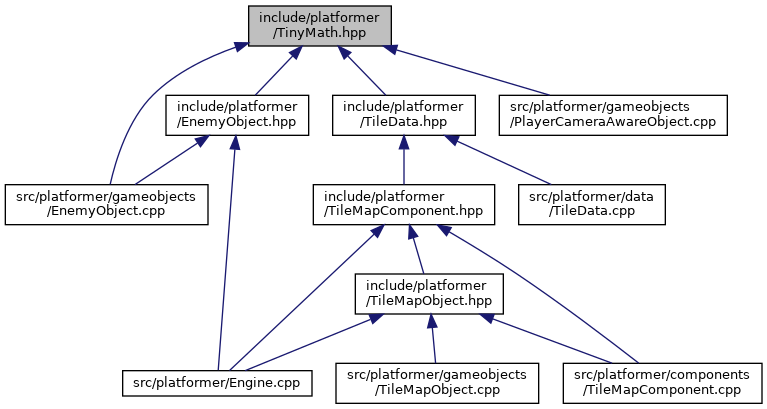 include/platformer
/TinyMath.hpp
include/platformer
/EnemyObject.hpp
include/platformer
/TileData.hpp
src/platformer/gameobjects
/PlayerCameraAwareObject.cpp
src/platformer/gameobjects
/EnemyObject.cpp
include/platformer
/TileMapComponent.hpp
src/platformer/data
/TileData.cpp
include/platformer
/TileMapObject.hpp
src/platformer/Engine.cpp
src/platformer/gameobjects
/TileMapObject.cpp
src/platformer/components
/TileMapComponent.cpp